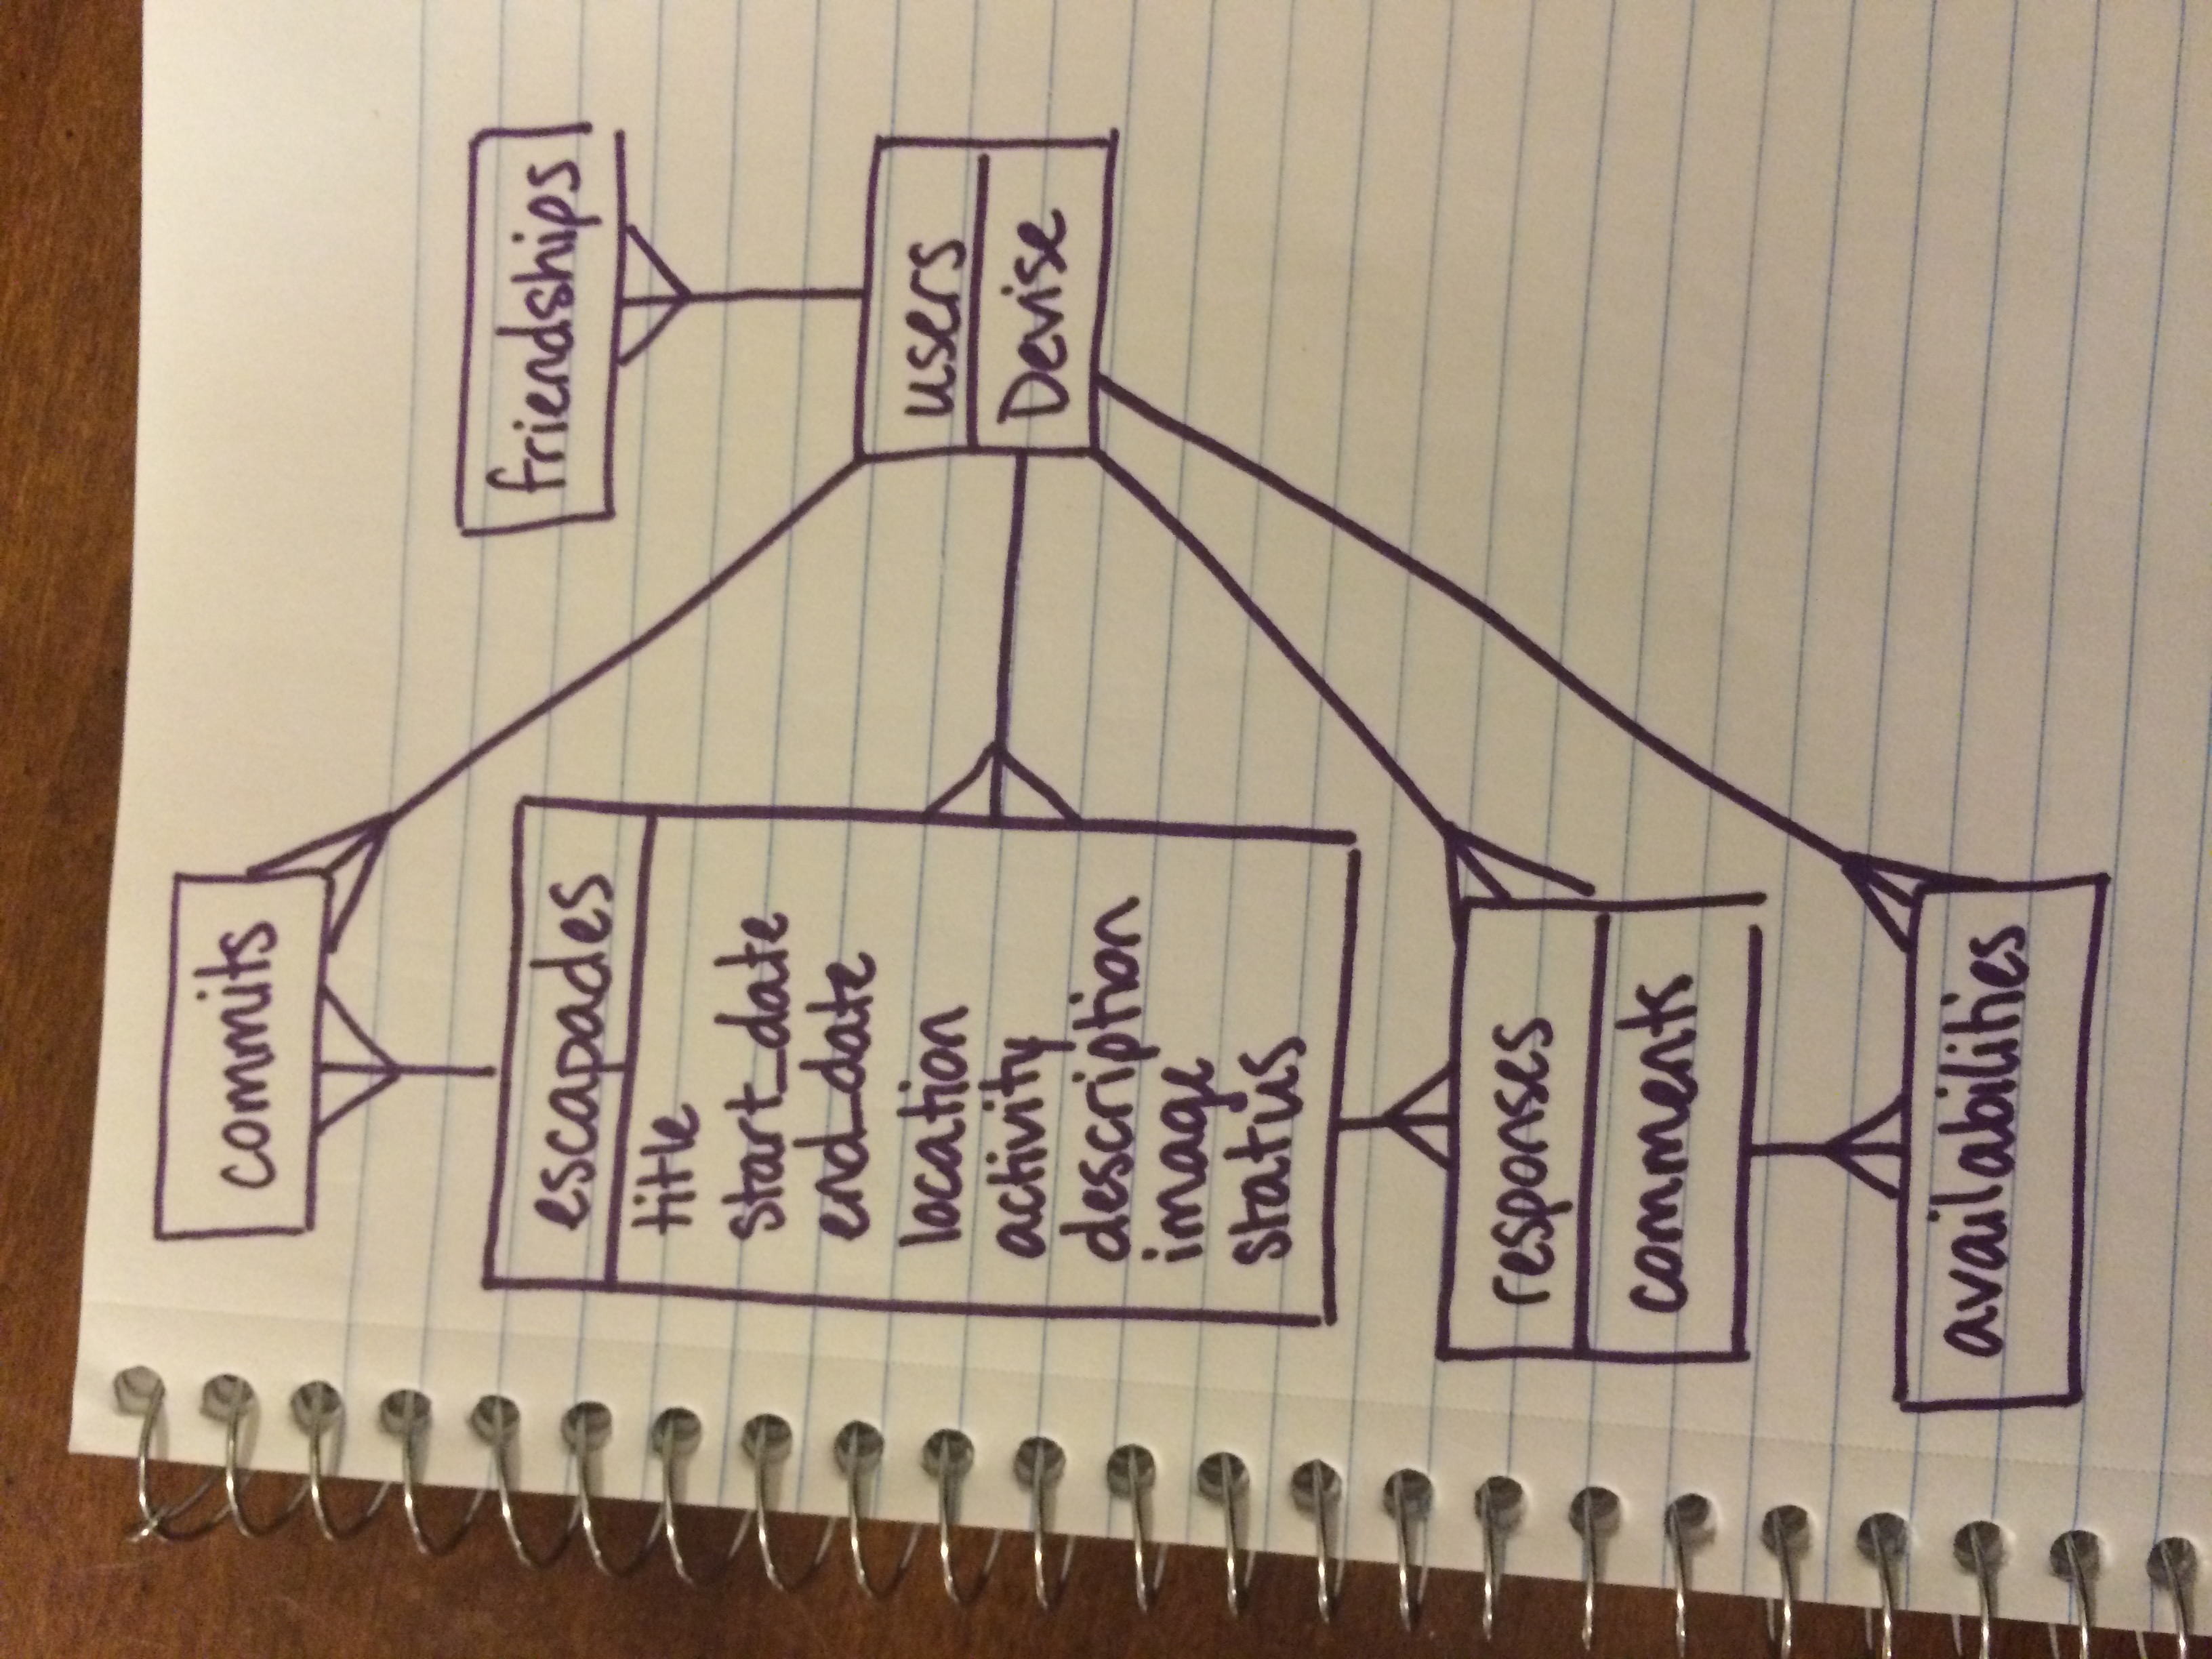 commits
friendships
escapades
title
start_date
end_date
location
activity
description
image
status
users
Devise
responses
comments
availabilities